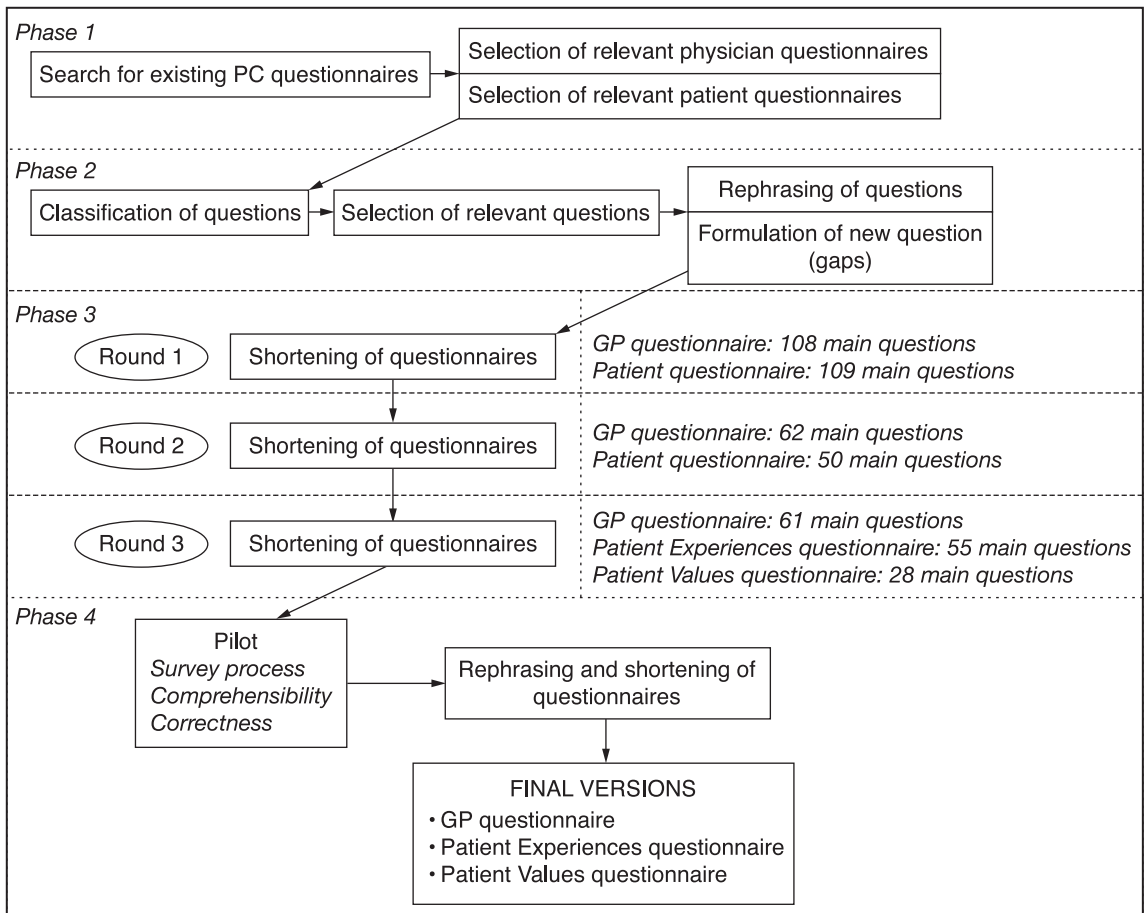 Phase 1
Search for existing PC questionnaires
Selection of relevant physician questionnaires
Selection of relevant patient questionnaires
Phase 2
Classification of questions
Selection of relevant questions
Rephrasing of questions
Formulation of new question
(gaps)
Phase 3
Round 1
Shortening of questionnaires
GP questionnaire: 108 main questions
Patient questionnaire: 109 main questions
Round 2
Shortening of questionnaires
GP questionnaire: 62 main questions
Patient questionnaire: 50 main questions
Round 3
Shortening of questionnaires
GP questionnaire: 61 main questions
Patient Experiences questionnaire: 55 main questions
Patient Values questionnaire: 28 main questions
Phase 4
Pilot
Survey process
Comprehensibility
Correctness
Rephrasing and shortening of
questionnaires
FINAL VERSIONS
• GP questionnaire
• Patient Experiences questionnaire
• Patient Values questionnaire